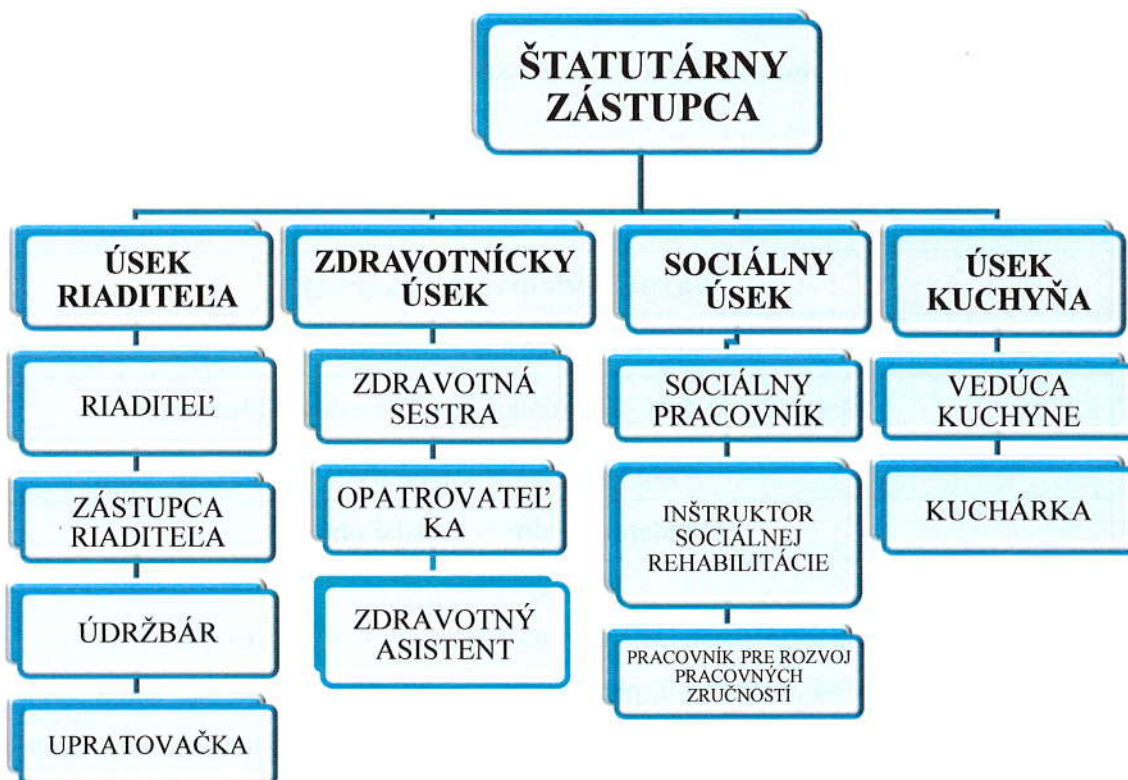 ŠTATUTÁRNY
ZÁSTUPCA
ÚSEK
RIADITEĽA
RIADITEĽ
ZÁSTUPCA
RIADITEĽA
ÚDRŽBÁR
UPRATOVAČKA
ZDRAVOTNÍCKY
ÚSEK
ZDRAVOTNÁ
SESTRA
OPATROVATEĽ
KA
ZDRAVOTNÝ
ASISTENT
SOCIÁLNY
ÚSEK
SOCIÁLNY
PRACOVNÍK
INŠTRUKTOR
SOCIÁLNEJ
REHABILITÁCIE
PRACOVNÍK PRE ROZVOJ
PRACOVNÝCH
ZRUČNOSTÍ
ÚSEK
KUCHYŇA
VEDÚCA
KUCHYNE
KUCHÁRKA